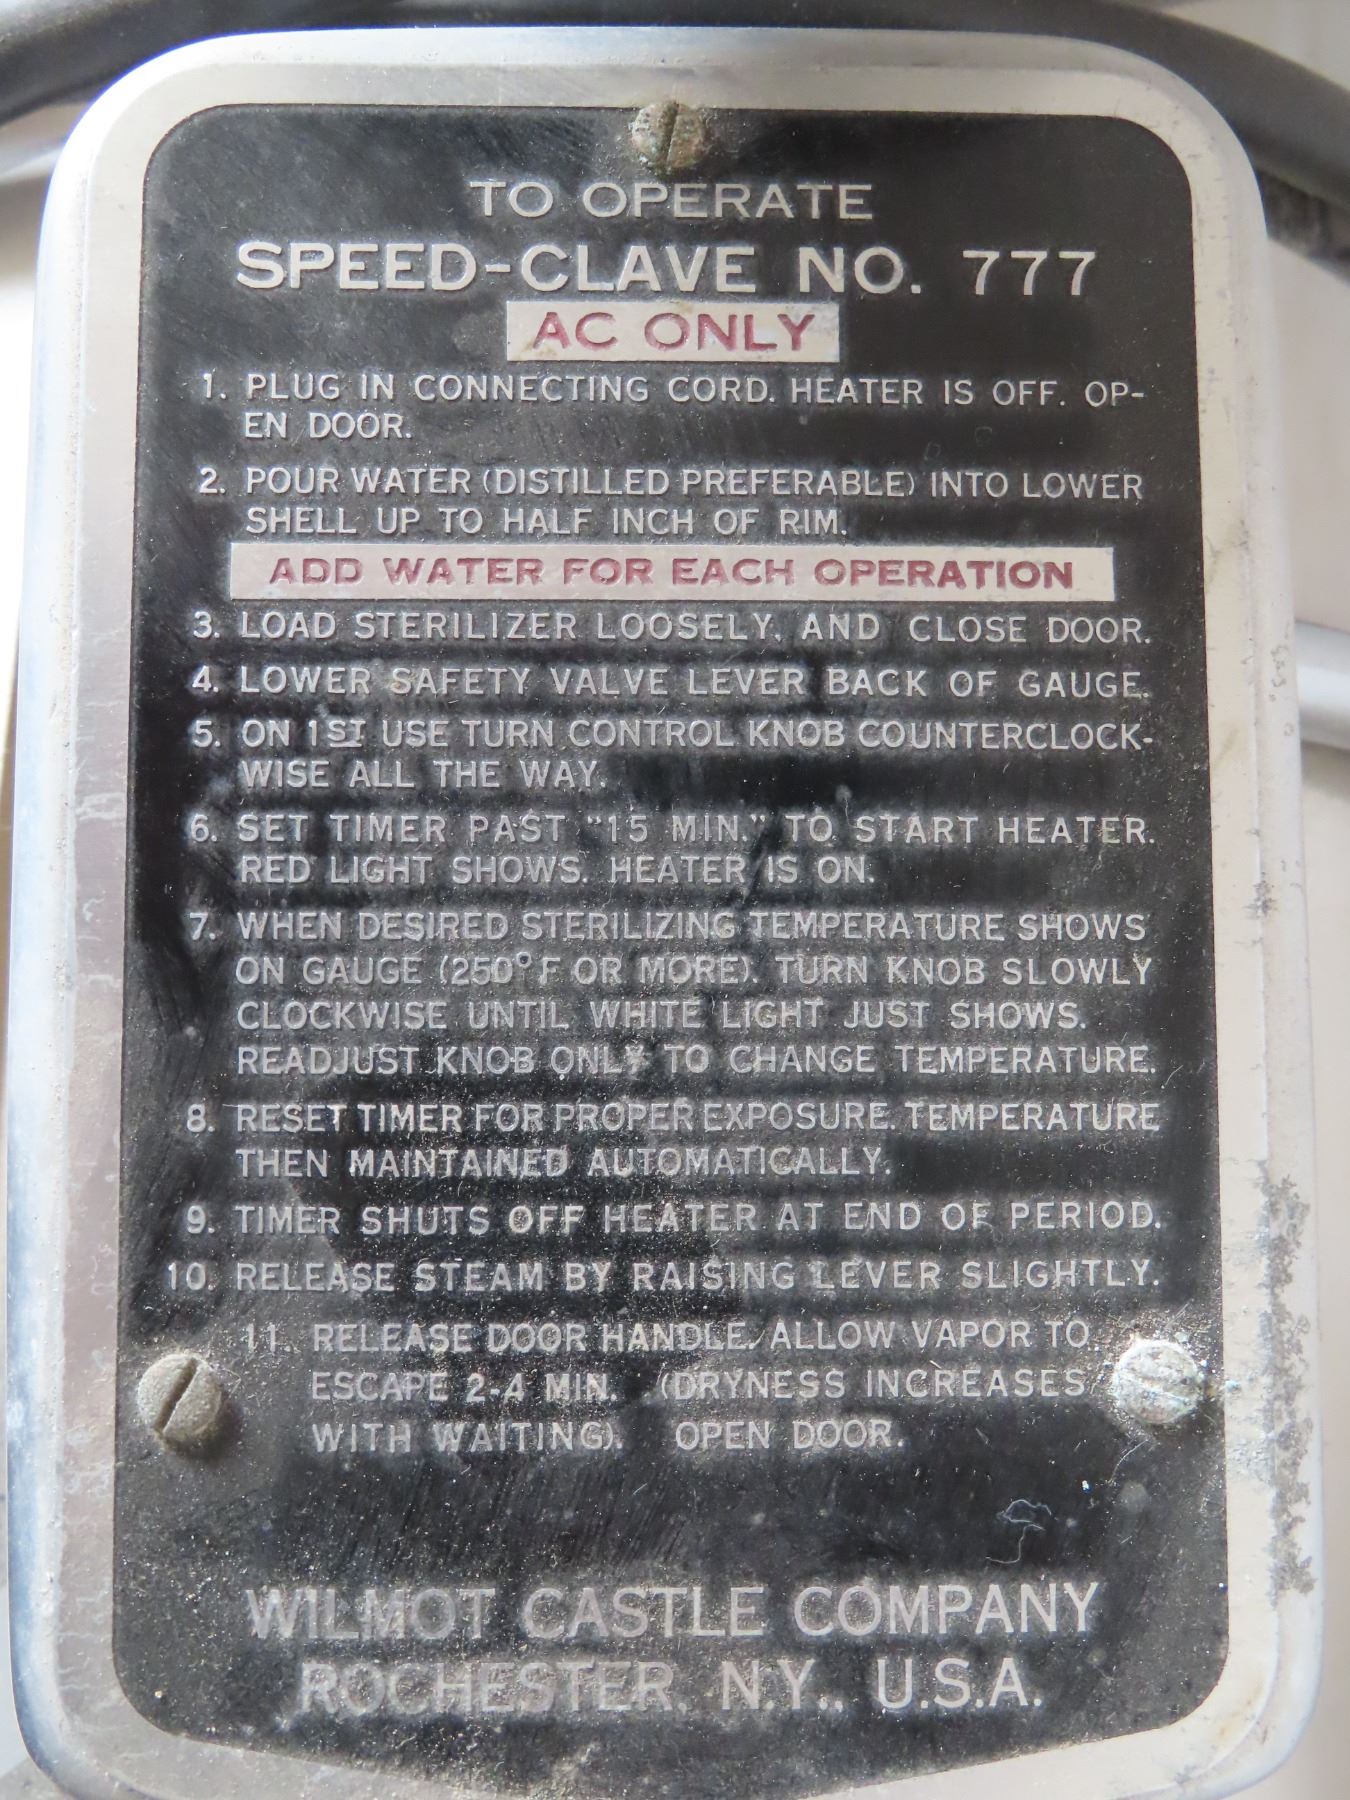 TO OPERATE
SPEED-CLAVE NO. 777
AC ONLY
1. PLUG IN CONNECTING CORD. HEATER IS OFF. OP-
EN DOOR.
2. POUR WATER (DISTILLED PREFERABLE) INTO LOWER
SHELL UP TO HALF INCH OF RIM.
ADD WATER FOR EACH OPERATION
3. LOAD STERILIZER LOOSELY, AND CLOSE DOOR.
4. LOWER SAFETY VALVE LEVER BACK OF GAUGE.
5. ON 1ST USE TURN CONTROL KNOB COUNTERCLOCK-
WISE ALL THE WAY.
6. SET TIMER PAST "15 MIN." TO START HEATER.
RED LIGHT SHOWS. HEATER IS ON.
7. WHEN DESIRED STERILIZING TEMPERATURE SHOWS
ON GAUGE (250° F OR MORE). TURN KNOB SLOWLY
CLOCKWISE UNTIL WHITE LIGHT JUST SHOWS.
READJUST KNOB ONLY TO CHANGE TEMPERATURE.
8. RESET TIMER FOR PROPER EXPOSURE. TEMPERATURE
THEN MAINTAINED AUTOMATICALLY.
9. TIMER SHUTS OFF HEATER AT END OF PERIOD.
10. RELEASE STEAM BY RAISING LEVER SLIGHTLY.
11. RELEASE DOOR HANDLE. ALLOW VAPOR TO
ESCAPE 2-4 MIN. (DRYNESS INCREASES
WITH WAITING). OPEN DOOR.
WILMOT CASTLE COMPANY
ROCHESTER, N.Y., U.S.A.